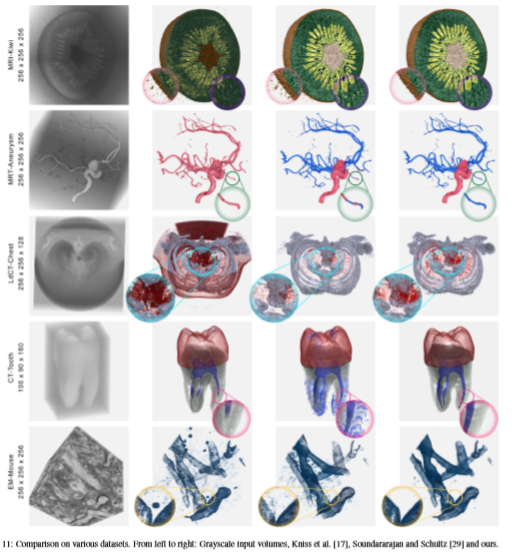 MRI-Kiwi
256 x 256 x 256
MRT-Aneurysm
256 x 256 x 256
LdCT-Chest
256 x 256 x 128
CT-Tooth
100 x 90 x 160
EM-Mouse
256 x 256 x 256
11: Comparison on various datasets. From left to right: Grayscale input volumes, Kniss et al. [17], Soundararajan and Schultz [29] and ours.